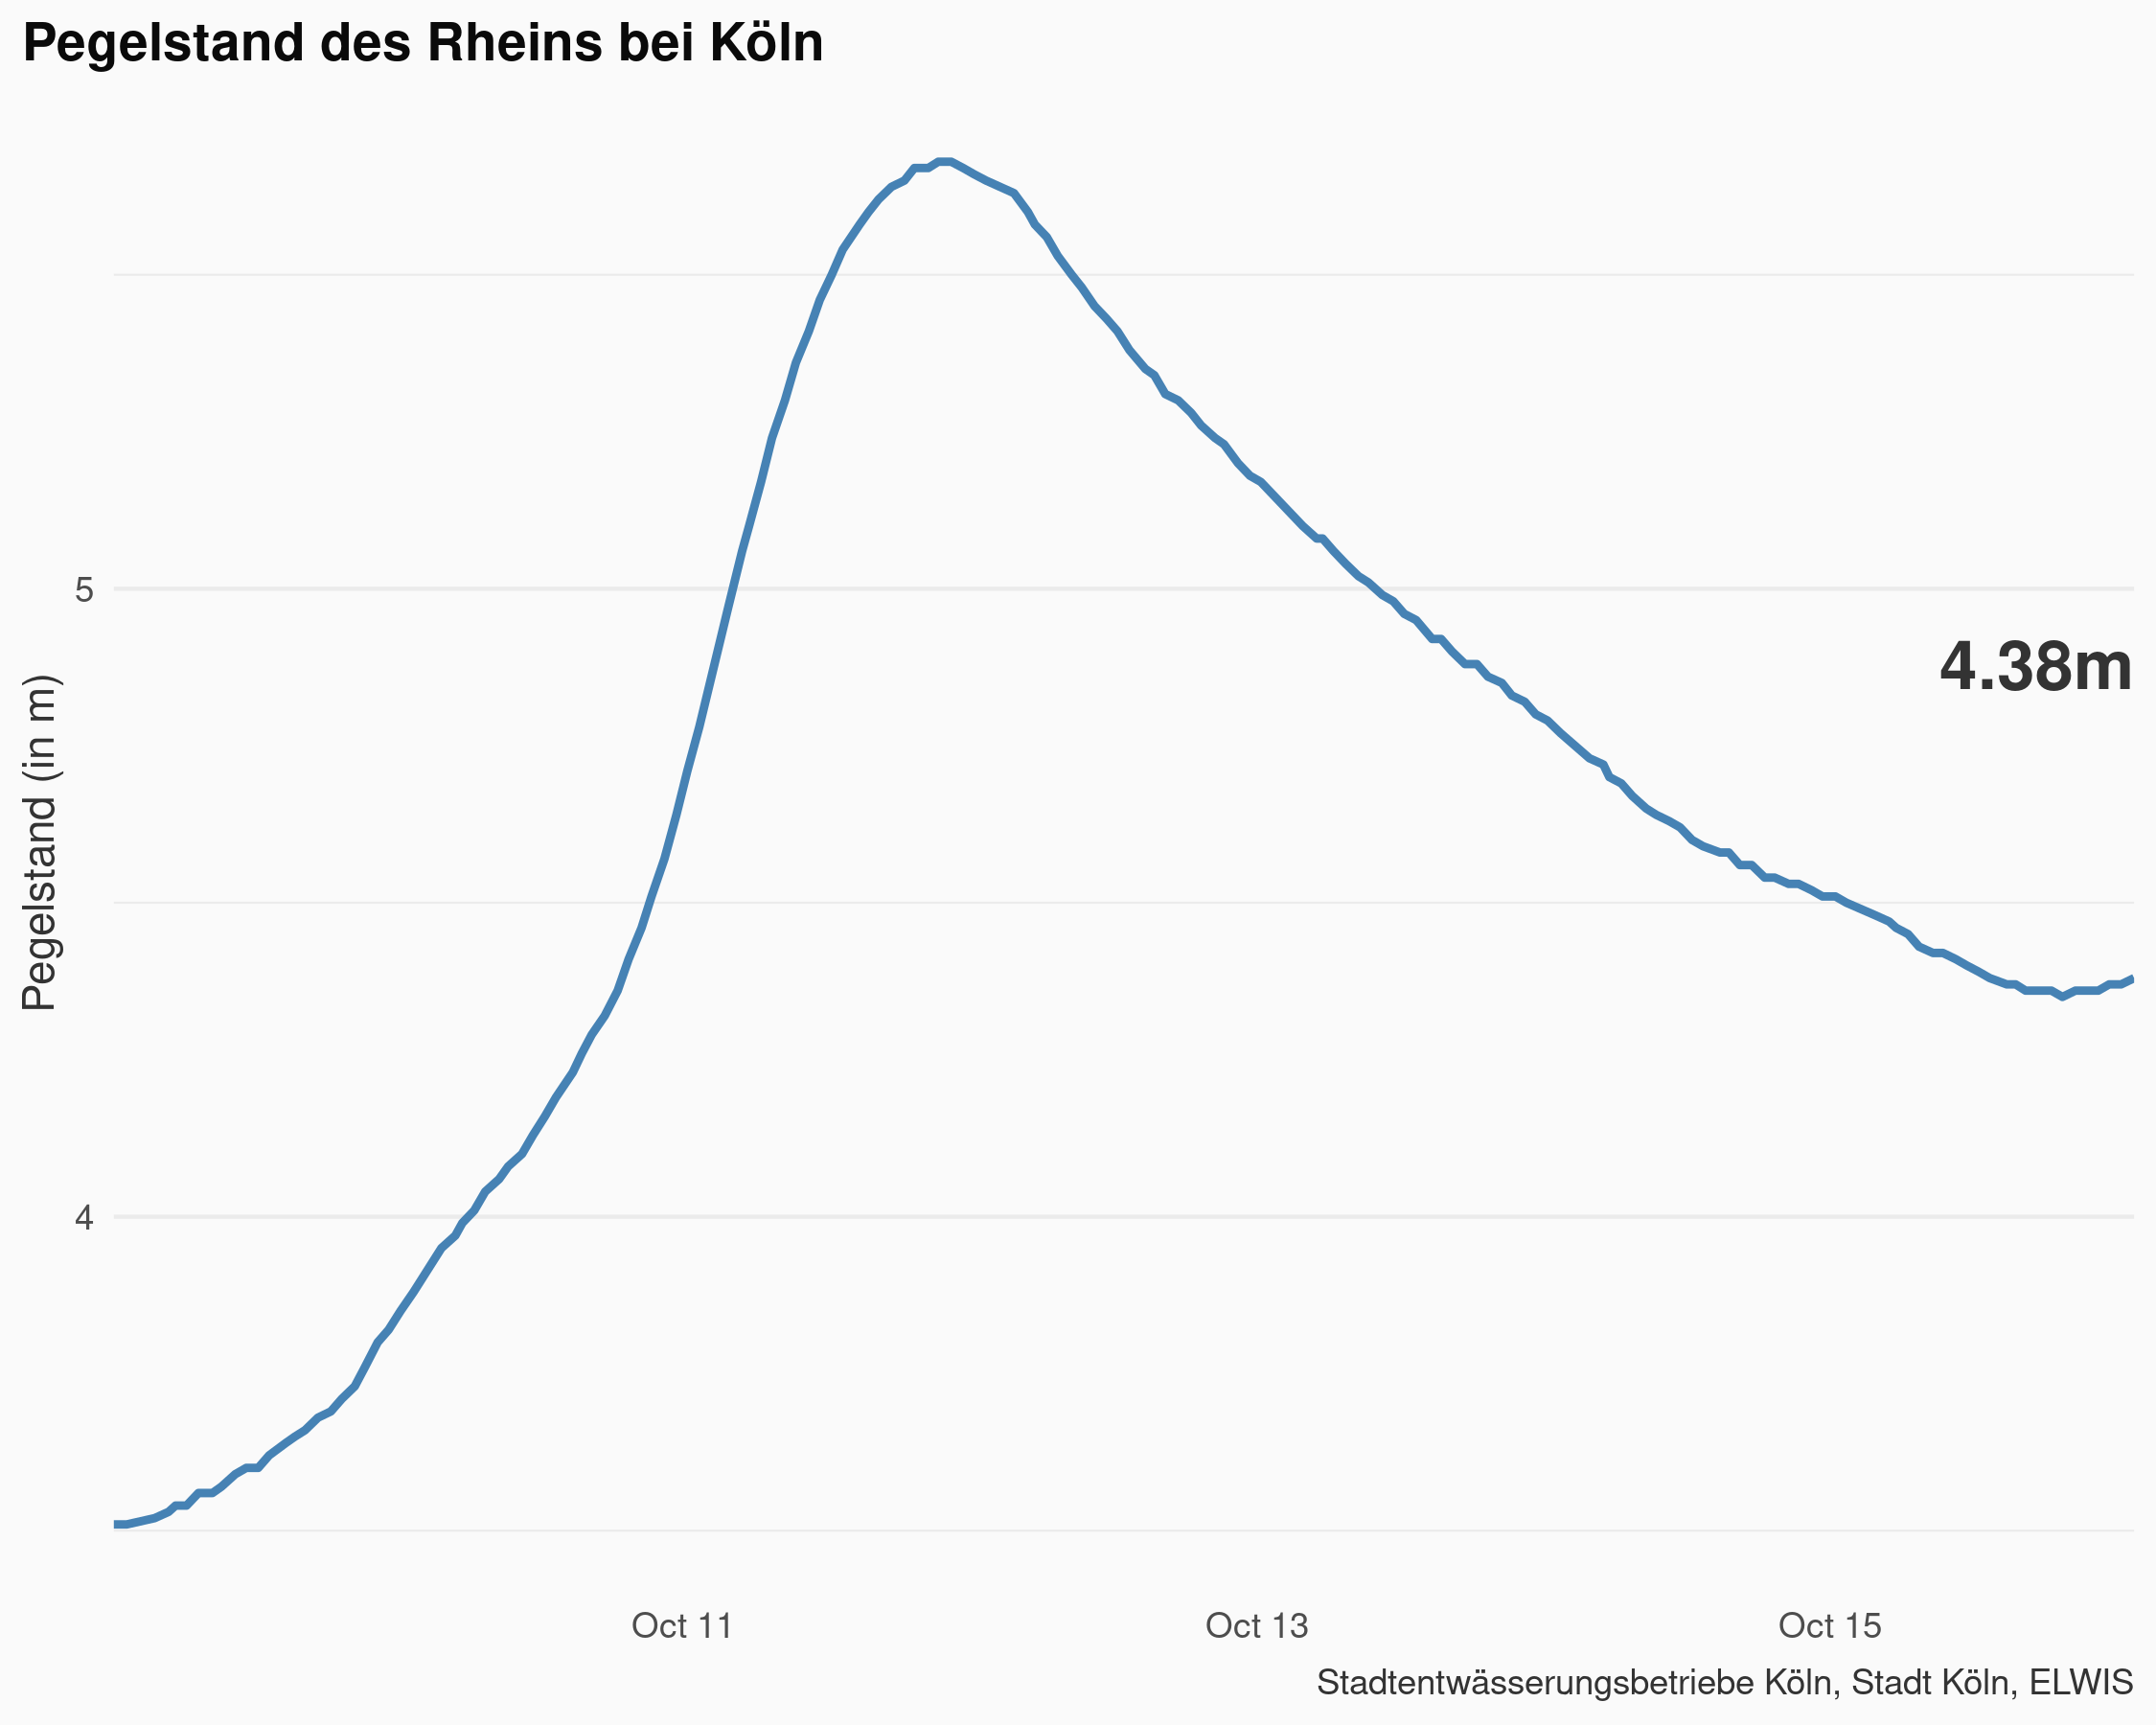 Pegelstand des Rheins bei Köln
Pegelstand (in m)
5
4
4.38m
Oct 11
Oct 13
Oct 15
Stadtentwässerungsbetriebe Köln, Stadt Köln, ELWIS